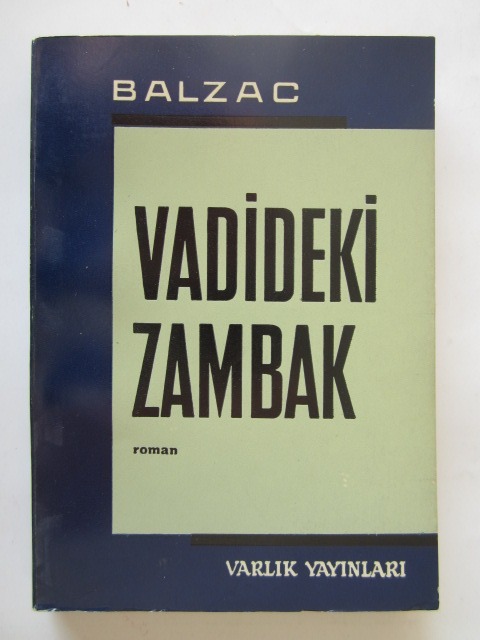 BALZAC
VADİDEKİ
ZAMBAK
roman
VARLIK YAYINLARI